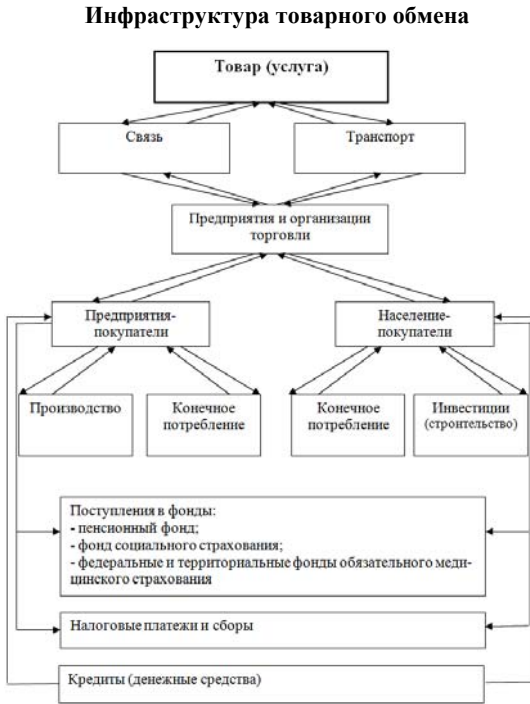 Инфраструктура товарного обмена
Товар (услуга)
Связь
Транспорт
Предприятия и организации
торговли
Предприятия-
покупатели
Население-
покупатели
Производство
Конечное
потребление
Конечное
потребление
Инвестиции
(строительство)
Поступления в фонды:
- пенсионный фонд;
- фонд социального страхования;
- федеральные и территориальные фонды обязательного меди-
цинского страхования
Налоговые платежи и сборы
Кредиты (денежные средства)